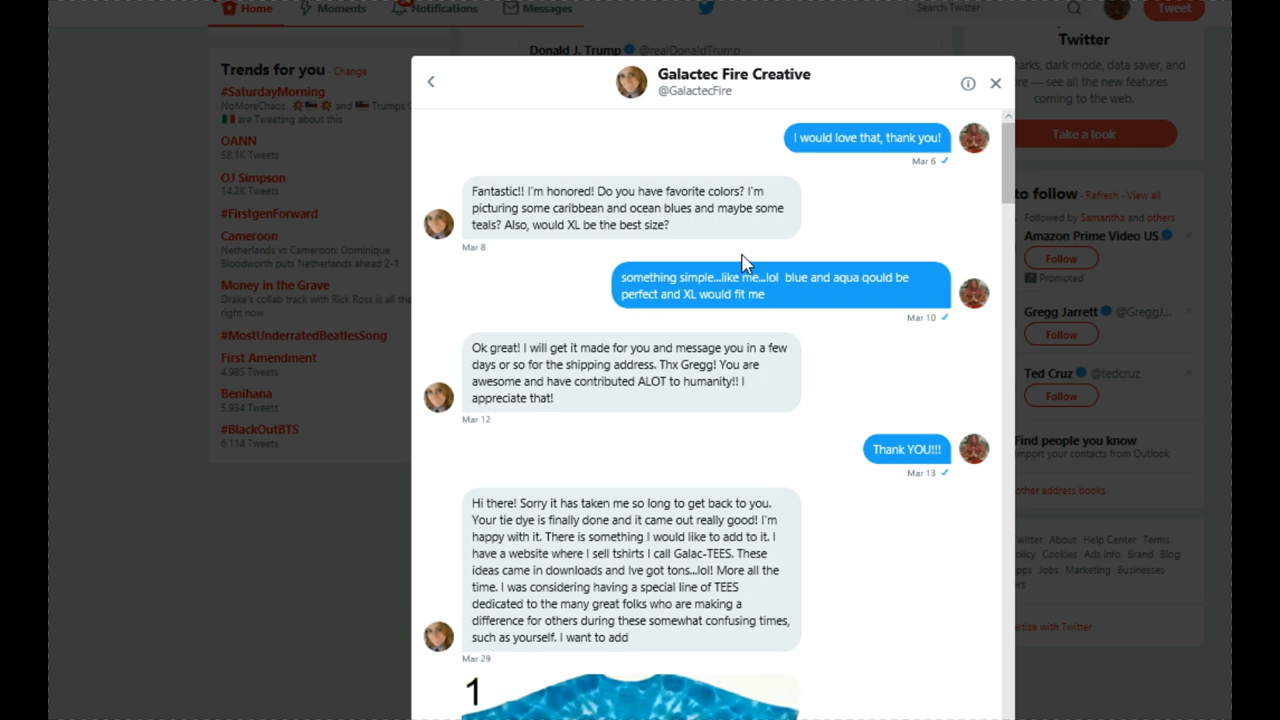 Home
Moments
Notifications
Messages
Search Twitter
Tweet
Donald J. Trump @realDonaldTrump
Trends for you · Change
#SaturdayMorning
NoMoreChaos, and Trumps
are Tweeting about this
OANN
58.1K Tweets
OJ Simpson
14.2K Tweets
#FirstgenForward
Cameroon
Netherlands vs Cameroon: Dominique
Bloodworth puts Netherlands ahead 2-1
Money in the Grave
Drake's collab track with Rick Ross is all the
right now
#MostUnderratedBeatlesSong
First Amendment
4,985 Tweets
Benihana
5,934 Tweets
#BlackOutBTS
6,114 Tweets
Galactec Fire Creative
@GalactecFire
I would love that, thank you!
Mar 6
Fantastic!! I'm honored! Do you have favorite colors? I'm
picturing some caribbean and ocean blues and maybe some
teals? Also, would XL be the best size?
Mar 8
something simple...like me...lol blue and aqua qould be
perfect and XL would fit me
Mar 10
Ok great! I will get it made for you and message you in a few
days or so for the shipping address. Thx Gregg! You are
awesome and have contributed ALOT to humanity!! I
appreciate that!
Mar 12
Thank YOU!!!
Mar 13
Hi there! Sorry it has taken me so long to get back to you.
Your tie dye is finally done and it came out really good! I'm
happy with it. There is something I would like to add to it. I
have a website where I sell tshirts I call Galac-TEES. These
ideas came in downloads and Ive got tons...lol! More all the
time. I was considering having a special line of TEES
dedicated to the many great folks who are making a
difference for others during these somewhat confusing times,
such as yourself. I want to add
Mar 29
1
Twitter
marks, dark mode, data saver, and
re — see all the new features
coming to the web.
Take a look
to follow · Refresh · View all
Followed by Samantha and others
Amazon Prime Video US
Follow
Promoted
Gregg Jarrett @GreggJ...
Follow
Ted Cruz @tedcruz
Follow
Find people you know
Import your contacts from Outlook
other address books
Twitter About Help Center Terms
olicy Cookies Ads info Brand Blog
pps Jobs Marketing Businesses
ers
ertise with Twitter